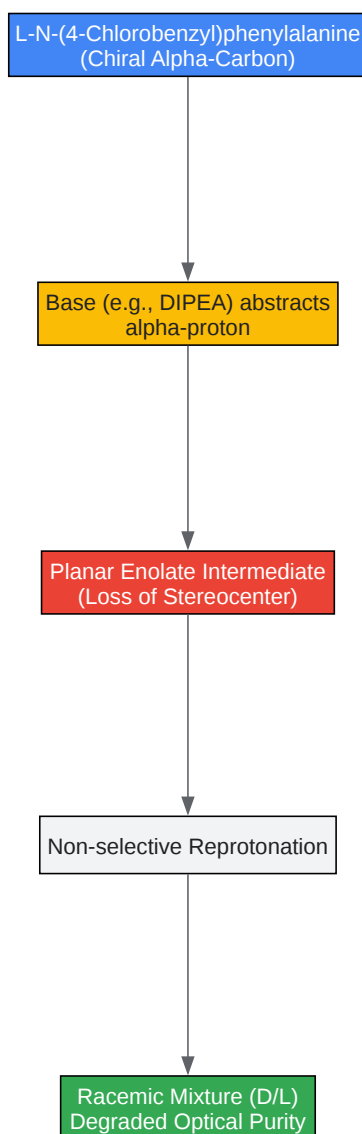 L-N-(4-Chlorobenzyl)phenylalanine
(Chiral Alpha-Carbon)
Base (e.g., DIPEA) abstracts
alpha-proton
Planar Enolate Intermediate
(Loss of Stereocenter)
Non-selective Reprotonation
Racemic Mixture (D/L)
Degraded Optical Purity